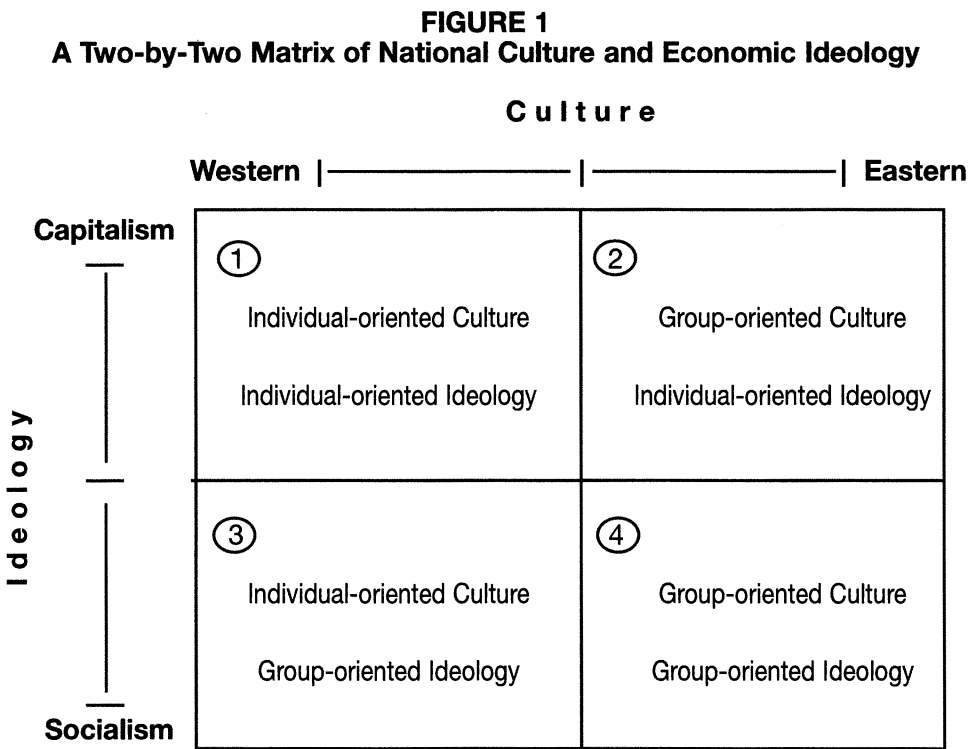 FIGURE 1
A Two-by-Two Matrix of National Culture and Economic Ideology
Culture
Western
Eastern
Capitalism
Ideology
Socialism
1
Individual-oriented Culture
Individual-oriented Ideology
2
Group-oriented Culture
Individual-oriented Ideology
3
Individual-oriented Culture
Group-oriented Ideology
4
Group-oriented Culture
Group-oriented Ideology